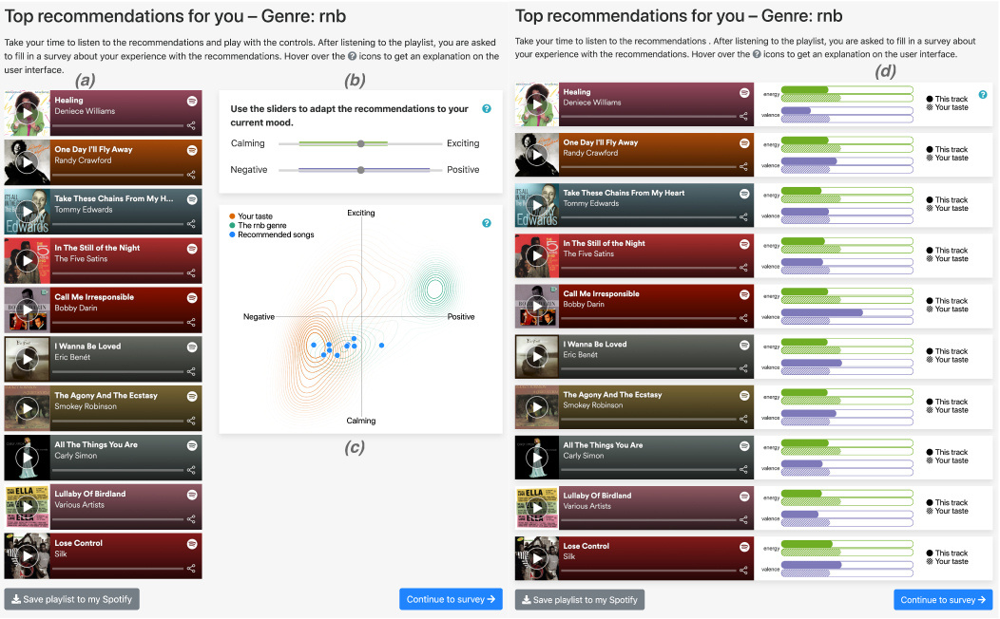 Top recommendations for you – Genre: rnb
Take your time to listen to the recommendations and play with the controls. After listening to the playlist, you are asked
to fill in a survey about your experience with the recommendations. Hover over the ? icons to get an explanation on the
user interface.
(a)
Healing
Deniece Williams
One Day I'll Fly Away
Randy Crawford
Take These Chains From My H...
Tommy Edwards
In The Still of the Night
The Five Satins
Call Me Irresponsible
Bobby Darin
I Wanna Be Loved
Eric Benét
The Agony And The Ecstasy
Smokey Robinson
All The Things You Are
Carly Simon
Lullaby Of Birdland
Various Artists
Lose Control
Silk
Save playlist to my Spotify
(b)
Use the sliders to adapt the recommendations to your ?
current mood.
Calming Exciting
Negative Positive
Your taste
The rnb genre
Recommended songs
?
Exciting
Negative Positive
Calming
(c)
Continue to survey →
Top recommendations for you – Genre: rnb
Take your time to listen to the recommendations . After listening to the playlist, you are asked to fill in a survey about
your experience with the recommendations. Hover over the ? icons to get an explanation on the user interface.
(d)
Healing
Deniece Williams
energy
valence
This track
Your taste
?
One Day I'll Fly Away
Randy Crawford
energy
valence
This track
Your taste
Take These Chains From My Heart
Tommy Edwards
Edwards
energy
valence
This track
Your taste
In The Still of the Night
The Five Satins
energy
valence
This track
Your taste
Call Me Irresponsible
Bobby Darin
energy
valence
This track
Your taste
I Wanna Be Loved
Eric Benét
energy
valence
This track
Your taste
The Agony And The Ecstasy
Smokey Robinson
energy
valence
This track
Your taste
All The Things You Are
Carly Simon
energy
valence
This track
Your taste
Lullaby Of Birdland
Various Artists
ELLA
energy
valence
This track
Your taste
Lose Control
Silk
energy
valence
This track
Your taste
Save playlist to my Spotify
Continue to survey →